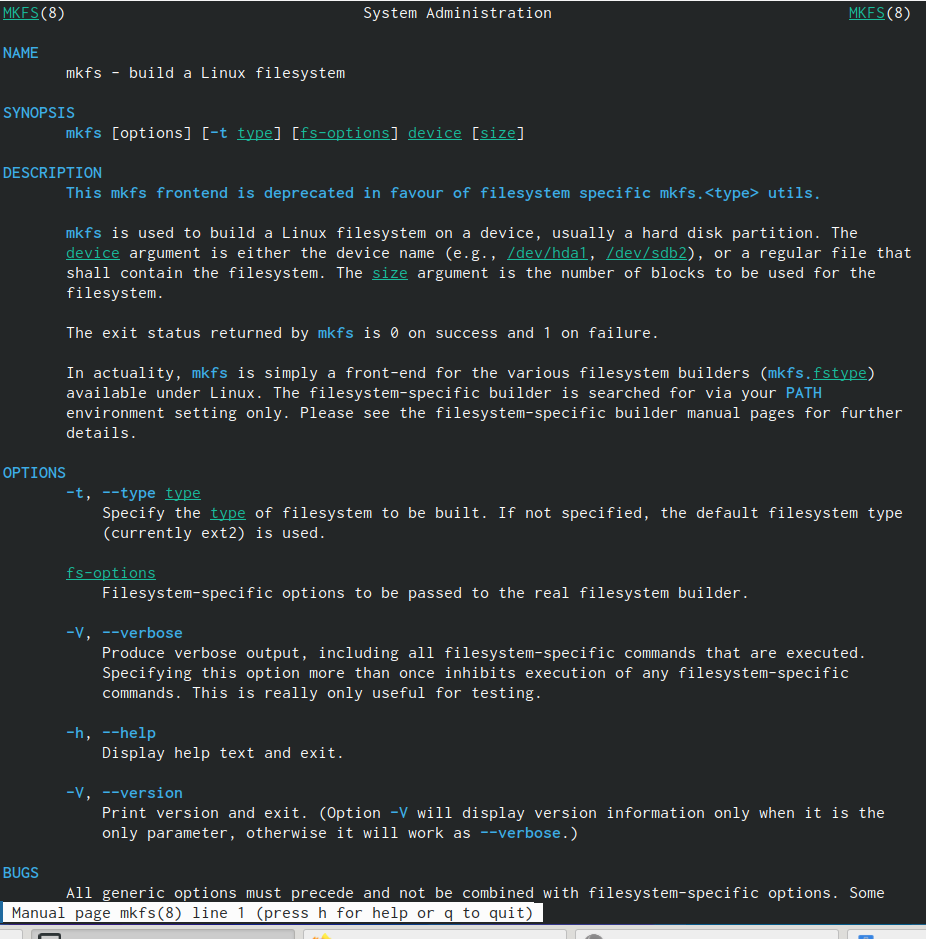 MKFS(8) System Administration MKFS(8)
NAME
mkfs - build a Linux filesystem
SYNOPSIS
mkfs [options] [-t type] [fs-options] device [size]
DESCRIPTION
This mkfs frontend is deprecated in favour of filesystem specific mkfs.<type> utils.
mkfs is used to build a Linux filesystem on a device, usually a hard disk partition. The
device argument is either the device name (e.g., /dev/hda1, /dev/sdb2), or a regular file that
shall contain the filesystem. The size argument is the number of blocks to be used for the
filesystem.
The exit status returned by mkfs is 0 on success and 1 on failure.
In actuality, mkfs is simply a front-end for the various filesystem builders (mkfs.fstype)
available under Linux. The filesystem-specific builder is searched for via your PATH
environment setting only. Please see the filesystem-specific builder manual pages for further
details.
OPTIONS
-t, --type type
Specify the type of filesystem to be built. If not specified, the default filesystem type
(currently ext2) is used.
fs-options
Filesystem-specific options to be passed to the real filesystem builder.
-V, --verbose
Produce verbose output, including all filesystem-specific commands that are executed.
Specifying this option more than once inhibits execution of any filesystem-specific
commands. This is really only useful for testing.
-h, --help
Display help text and exit.
-V, --version
Print version and exit. (Option -V will display version information only when it is the
only parameter, otherwise it will work as --verbose.)
BUGS
All generic options must precede and not be combined with filesystem-specific options. Some
Manual page mkfs(8) line 1 (press h for help or q to quit)